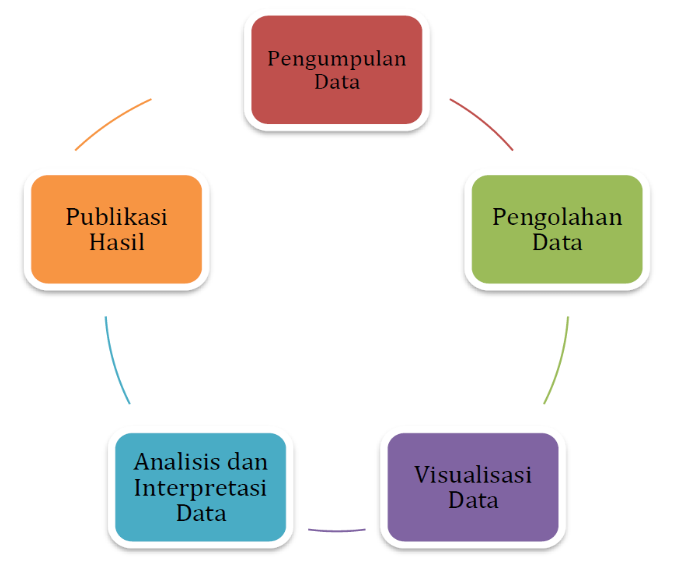 Pengumpulan
Data
Pengolahan
Data
Visualisasi
Data
Analisis dan
Interpretasi
Data
Publikasi
Hasil